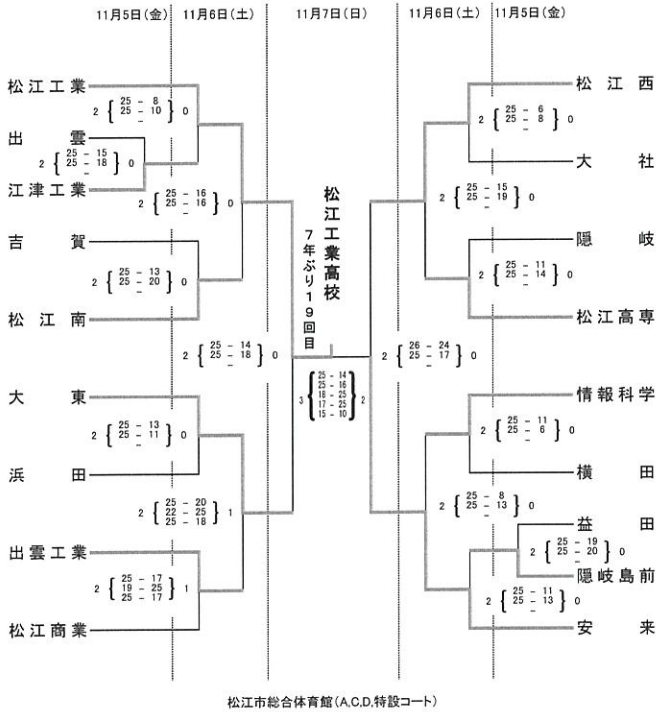 11月5日(金) 11月6日(土) 11月7日(日) 11月6日(土) 11月5日(金)
松江工業
2 { 25 - 8 } 0
25 - 10
-
出雲
2 { 25 - 15 } 0
25 - 18
-
江津工業
2 { 25 - 16 } 0
25 - 16
-
吉賀
2 { 25 - 13 } 0
25 - 20
-
松江南
2 { 25 - 14 } 0
25 - 18
-
大東
2 { 25 - 13 } 0
25 - 11
-
浜田
2 { 25 - 20 } 1
22 - 25
25 - 18
出雲工業
2 { 25 - 17 } 1
19 - 25
25 - 17
松江商業
松江工業高校
7年ぶり19回目
3 { 25 - 14 } 2
25 - 16
18 - 25
17 - 25
15 - 10
松江西
2 { 25 - 6 } 0
25 - 8
-
大社
2 { 25 - 15 } 0
25 - 19
-
隠岐
2 { 25 - 11 } 0
25 - 14
-
松江高専
2 { 26 - 24 } 0
25 - 17
-
情報科学
2 { 25 - 11 } 0
25 - 6
-
横田
2 { 25 - 8 } 0
25 - 13
-
益田
2 { 25 - 19 } 0
25 - 20
-
隠岐島前
2 { 25 - 11 } 0
25 - 13
-
安来
松江市総合体育館(A,C,D,特設コート)